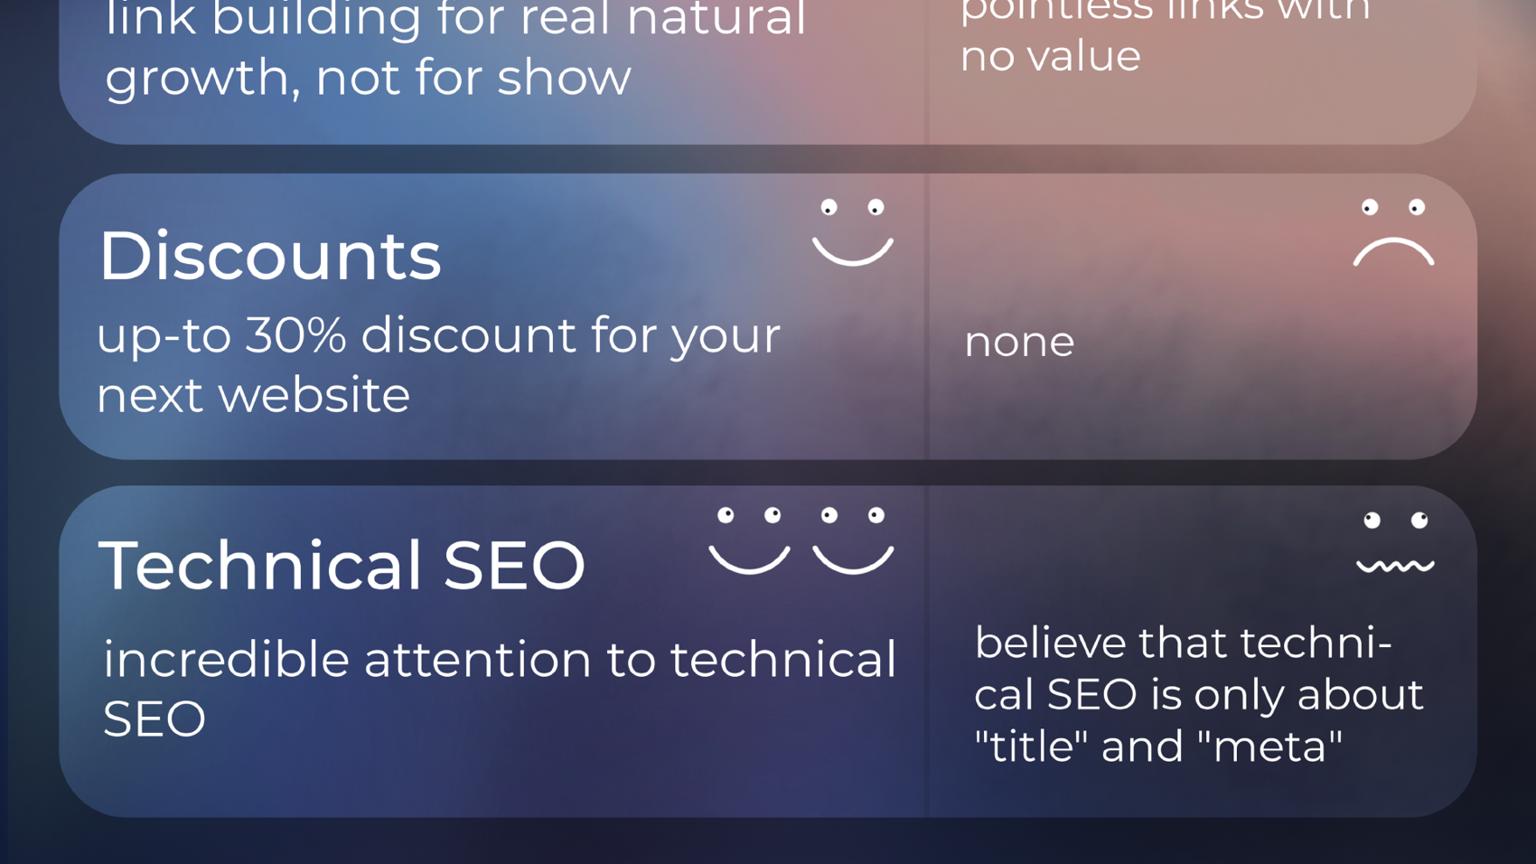 link building for real natural
growth, not for show
pointless links with
no value
Discounts
up-to 30% discount for your
next website
none
Technical SEO
incredible attention to technical
SEO
believe that techni-
cal SEO is only about
"title" and "meta"